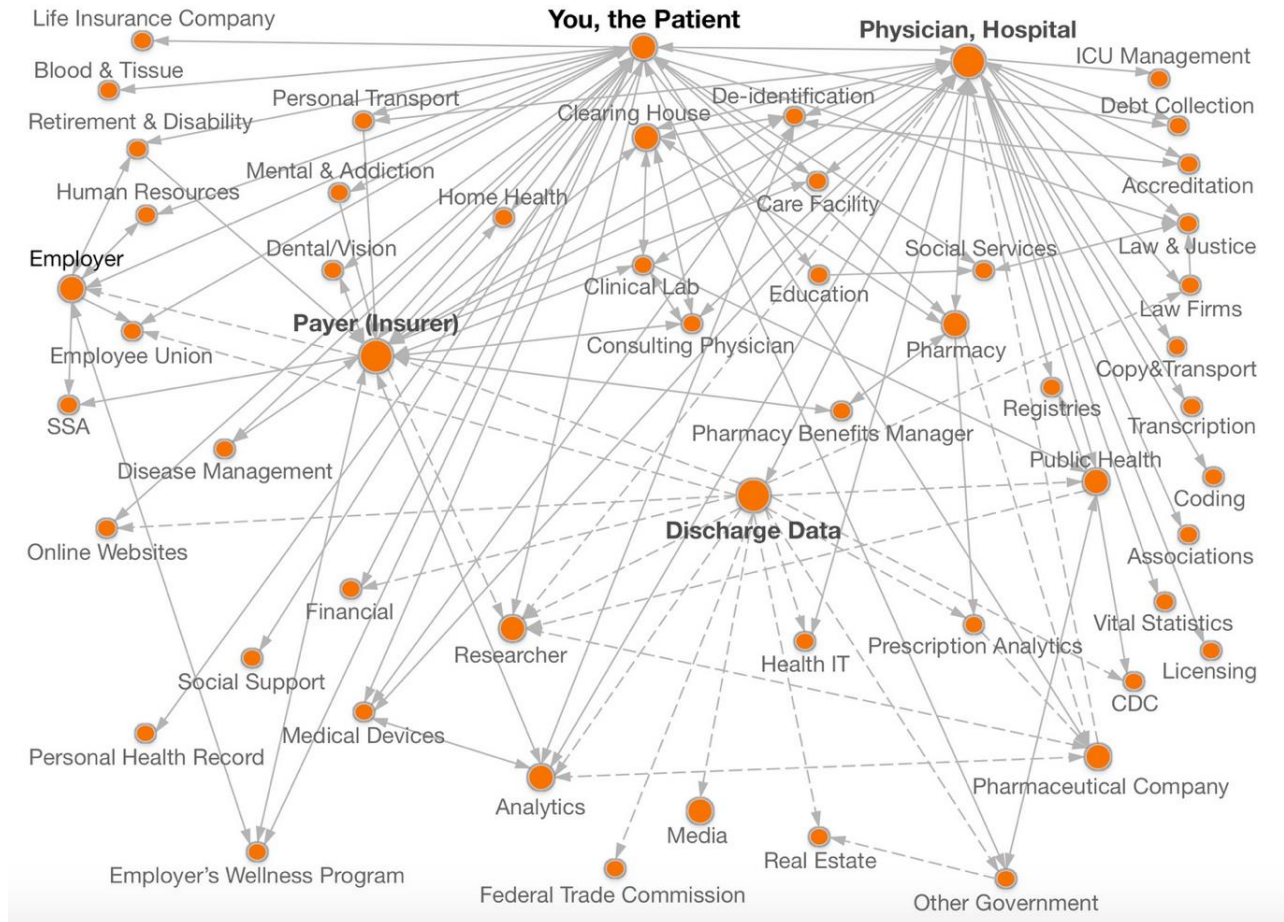 Life Insurance Company
You, the Patient
Physician, Hospital
ICU Management
Blood & Tissue
Personal Transport
De-identification
Debt Collection
Clearing House
Retirement & Disability
Mental & Addiction
Accreditation
Human Resources
Home Health
Care Facility
Dental/Vision
Social Services
Law & Justice
Employer
Clinical Lab
Education
Law Firms
Payer (Insurer)
Employee Union
Consulting Physician
Pharmacy
Copy&Transport
Registries
SSA
Pharmacy Benefits Manager
Transcription
Disease Management
Public Health
Coding
Discharge Data
Online Websites
Associations
Financial
Vital Statistics
Researcher
Health IT
Prescription Analytics
Licensing
Social Support
CDC
Medical Devices
Personal Health Record
Pharmaceutical Company
Analytics
Media
Real Estate
Employer's Wellness Program
Federal Trade Commission
Other Government